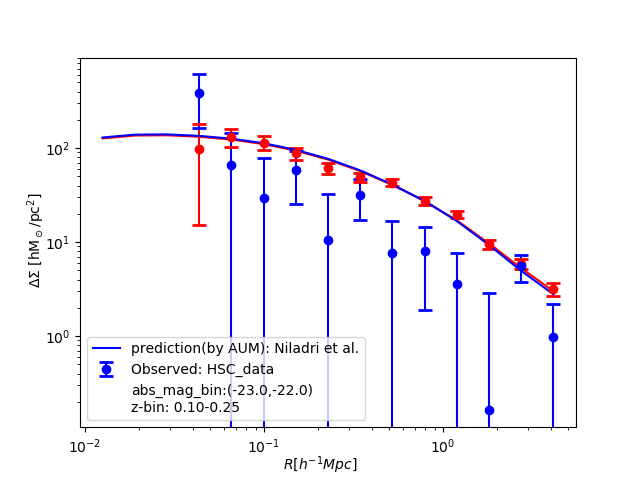 10²
10¹
10⁰
ΔΣ [hM⊙/pc²]
prediction(by AUM): Niladri et al.
Observed: HSC_data
abs_mag_bin:(-23.0,-22.0)
z-bin: 0.10-0.25
10⁻² 10⁻¹ 10⁰
R[h⁻¹Mpc]